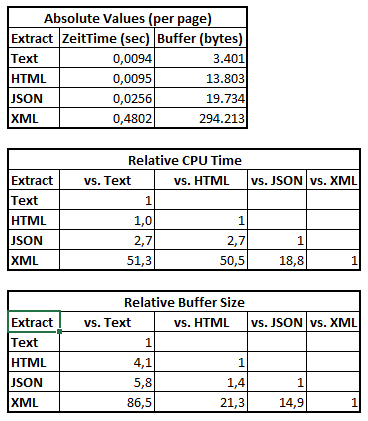 Absolute Values (per page)
Extract ZeitTime (sec) Buffer (bytes)
Text 0,0094 3.401
HTML 0,0095 13.803
JSON 0,0256 19.734
XML 0,4802 294.213
Relative CPU Time
Extract vs. Text vs. HTML vs. JSON vs. XML
Text 1
HTML 1,0 1
JSON 2,7 2,7 1
XML 51,3 50,5 18,8 1
Relative Buffer Size
Extract vs. Text vs. HTML vs. JSON vs. XML
Text 1
HTML 4,1 1
JSON 5,8 1,4 1
XML 86,5 21,3 14,9 1